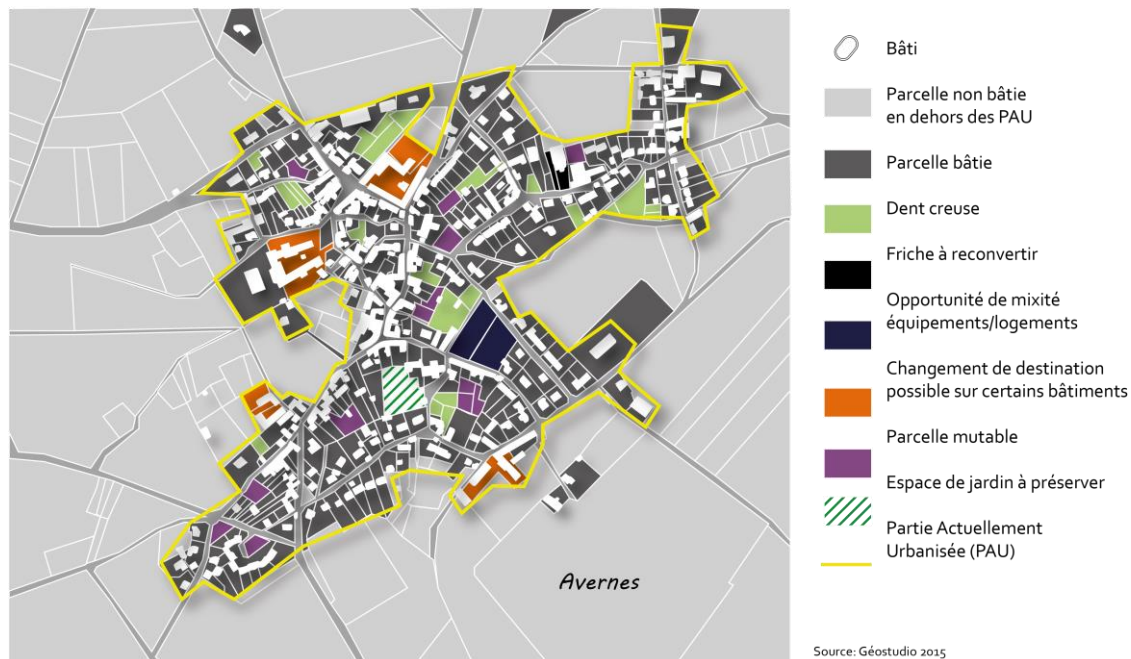 Bâti
Parcelle non bâtie
en dehors des PAU
Parcelle bâtie
Dent creuse
Friche à reconvertir
Opportunité de mixité
équipements/logements
Changement de destination
possible sur certains bâtiments
Parcelle mutable
Espace de jardin à préserver
Partie Actuellement
Urbanisée (PAU)
Avernes
Source: Géostudio 2015